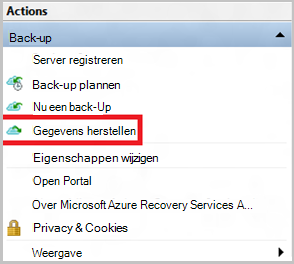 Actions
Back-up
Server registreren
Back-up plannen
Nu een back-Up
Gegevens herstellen
Eigenschappen wijzigen
Open Portal
Over Microsoft Azure Recovery Services A...
Privacy & Cookies
Weergave